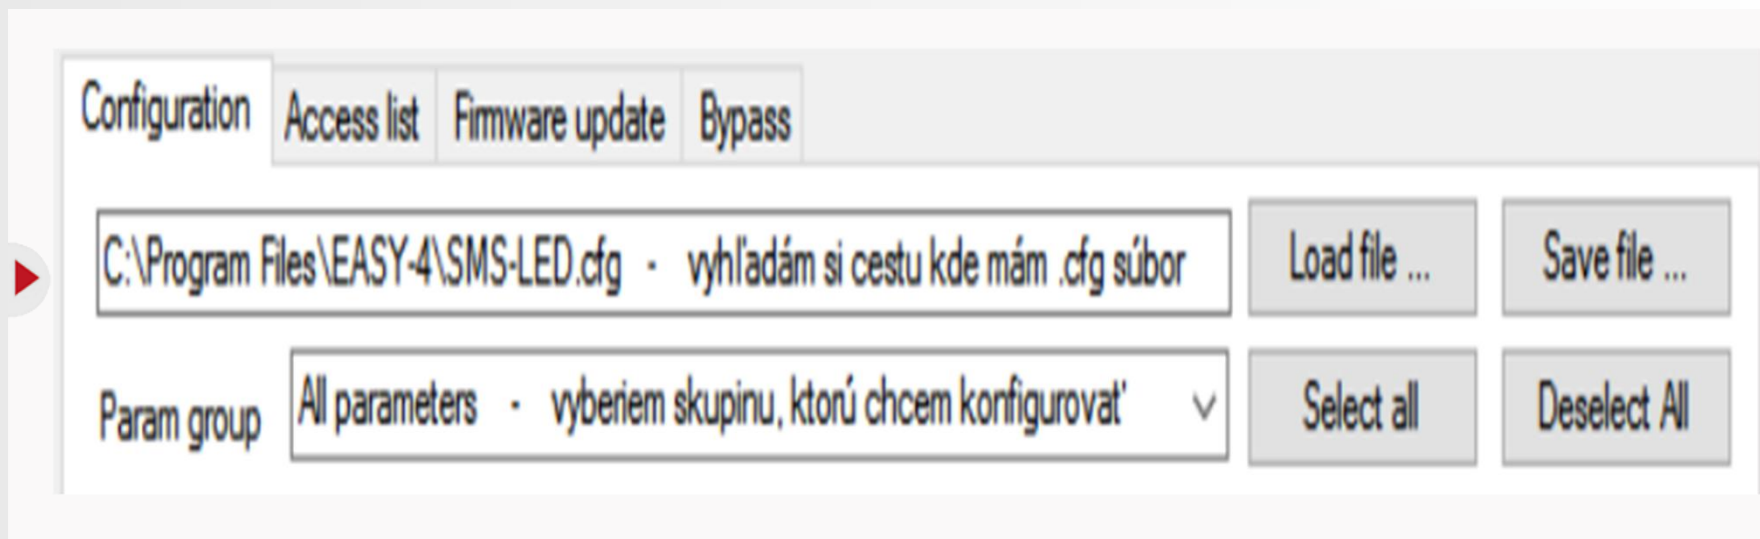 Configuration Access list Firmware update Bypass
C:\Program Files\EASY-4\SMS-LED.cfg - vyhľadám si cestu kde mám .cfg súbor Load file ... Save file ...
Param group All parameters - vyberiem skupinu, ktorú chcem konfigurovať Select all Deselect All